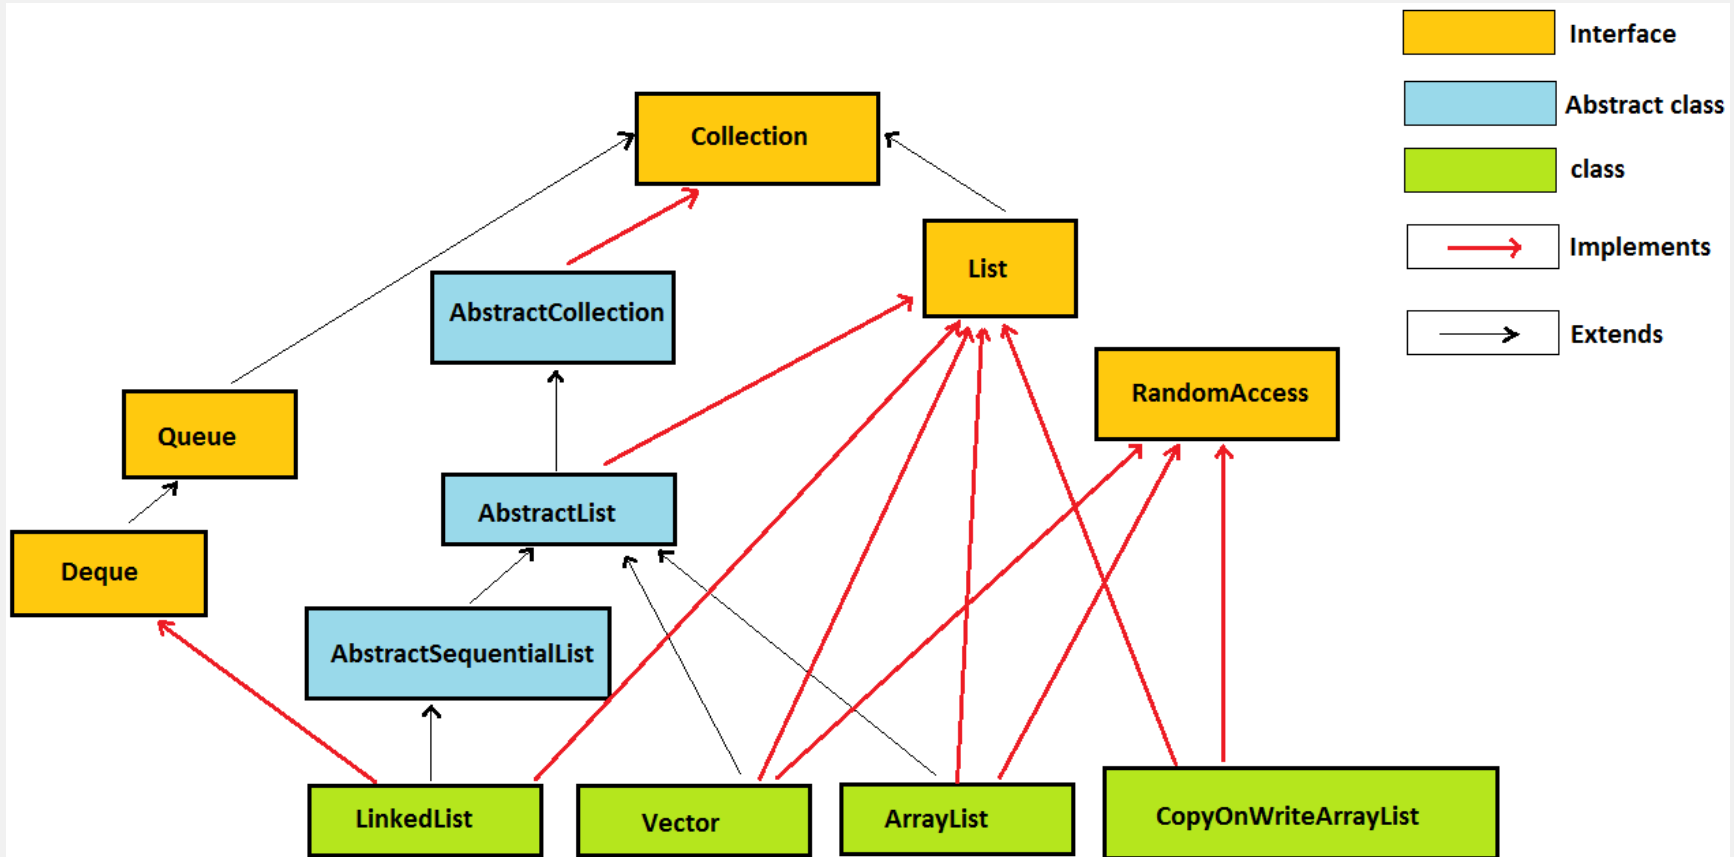 Interface
Abstract class
class
Implements
Extends
Collection
List
AbstractCollection
RandomAccess
Queue
AbstractList
Deque
AbstractSequentialList
LinkedList
Vector
ArrayList
CopyOnWriteArrayList